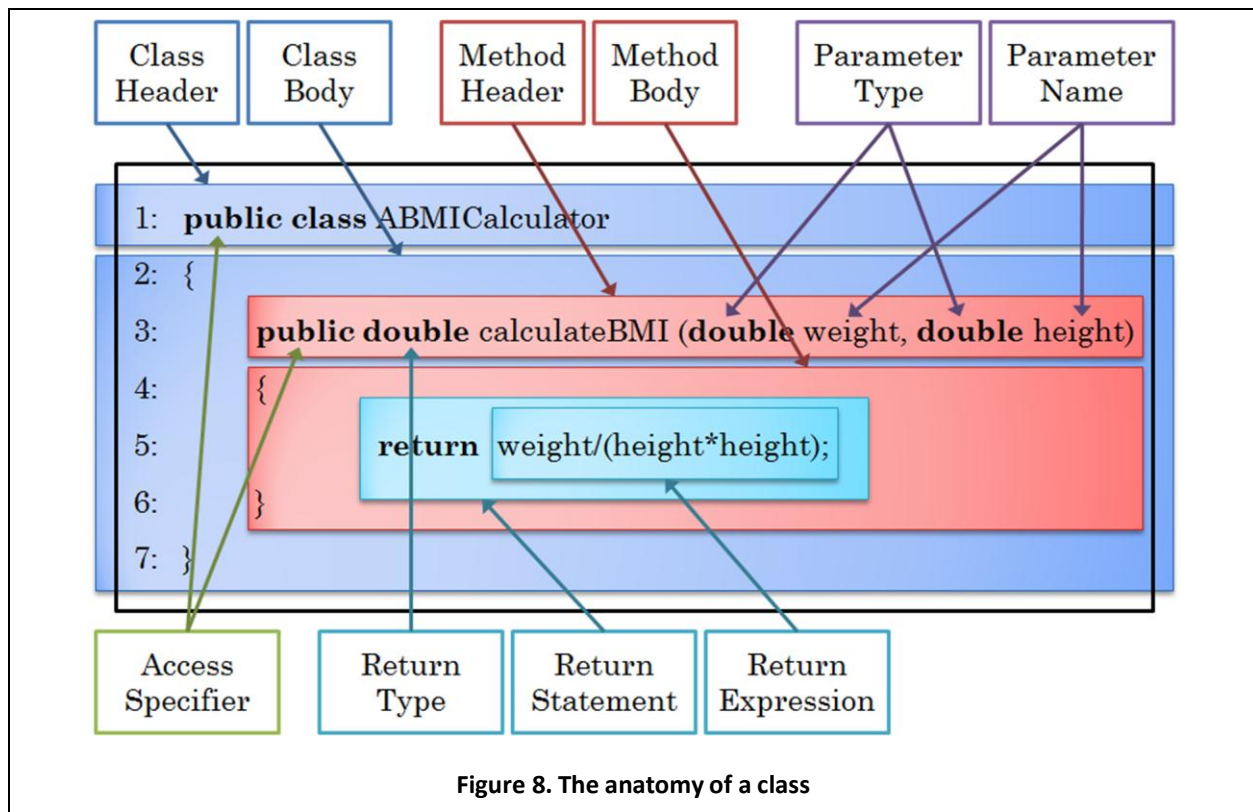 Class
Header
Class
Body
Method
Header
Method
Body
Parameter
Type
Parameter
Name
1: public class ABMICalculator
2: {
3: public double calculateBMI (double weight, double height)
4: {
5: return weight/(height*height);
6: }
7: }
Access
Specifier
Return
Type
Return
Statement
Return
Expression
Figure 8. The anatomy of a class